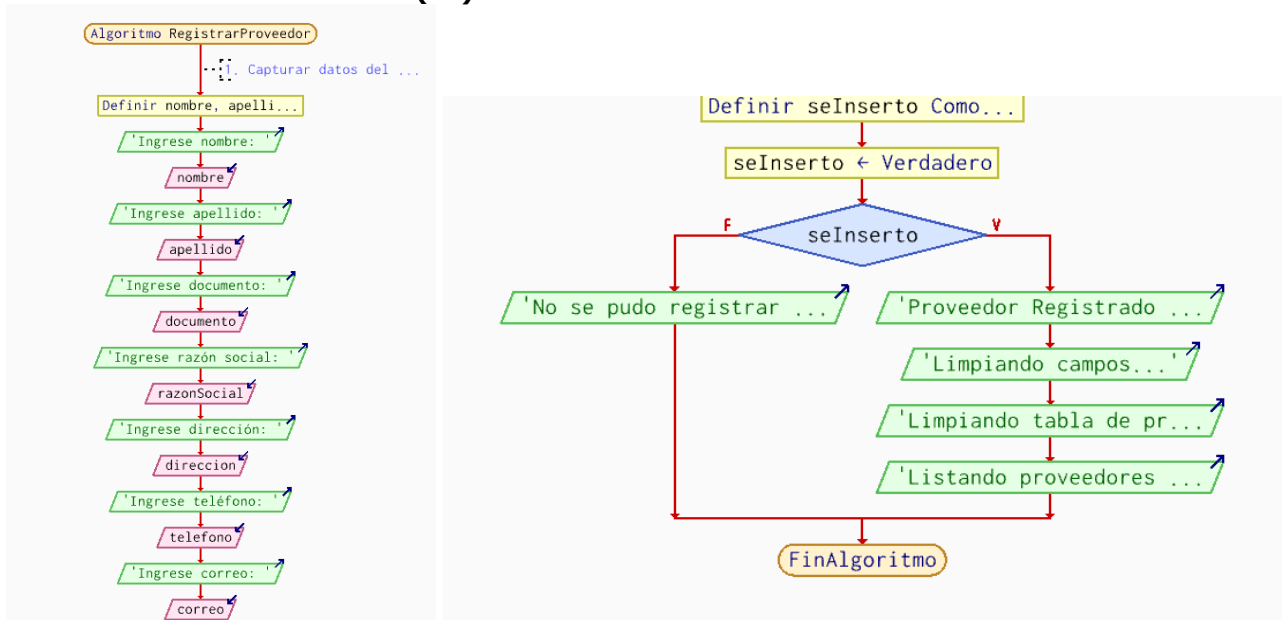 Algoritmo RegistrarProveedor
1. Capturar datos del ...
Definir nombre, apelli...
'Ingrese nombre: '
nombre
'Ingrese apellido: '
apellido
'Ingrese documento: '
documento
'Ingrese razón social: '
razonSocial
'Ingrese dirección: '
direccion
'Ingrese teléfono: '
telefono
'Ingrese correo: '
correo
Definir seInserto Como...
seInserto ← Verdadero
seInserto
F
V
'No se pudo registrar ...
'Proveedor Registrado ...
'Limpiando campos...'
'Limpiando tabla de pr...
'Listando proveedores ...
FinAlgoritmo